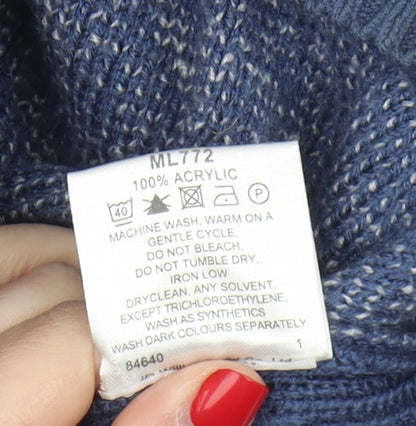 ML772
100% ACRYLIC
40 P
MACHINE WASH, WARM ON A
GENTLE CYCLE.
DO NOT BLEACH.
DO NOT TUMBLE DRY.
IRON LOW
DRYCLEAN, ANY SOLVENT,
EXCEPT TRICHLOROETHYLENE,
WASH AS SYNTHETICS
WASH DARK COLOURS SEPARATELY
84640 1